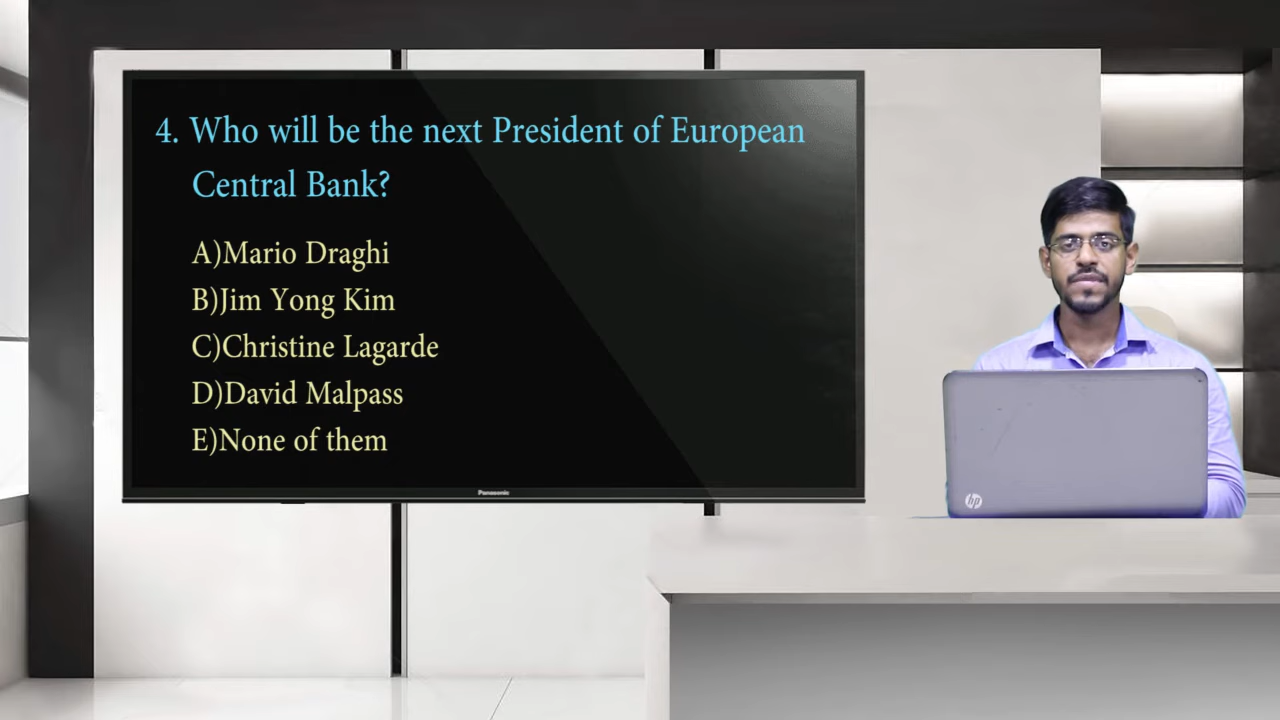 4. Who will be the next President of European
Central Bank?
A)Mario Draghi
B)Jim Yong Kim
C)Christine Lagarde
D)David Malpass
E)None of them
Panasonic
hp